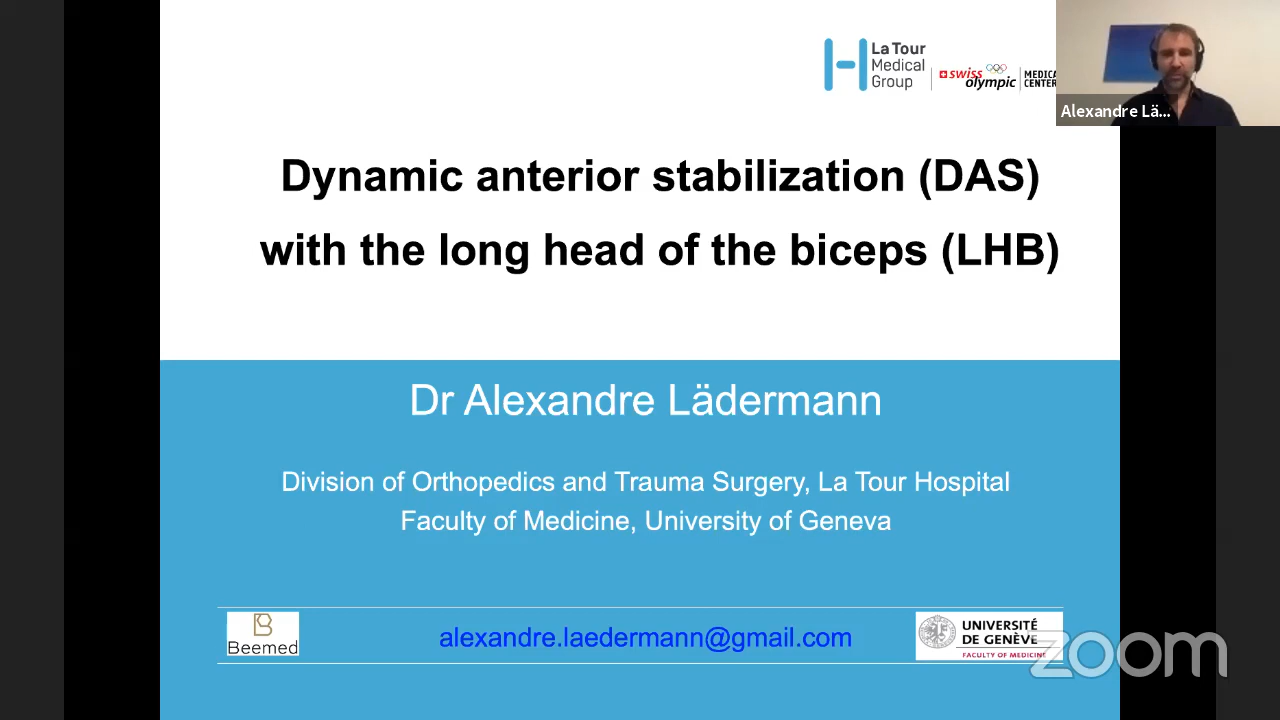 La Tour
Medical
Group
swiss
olympic
MEDICA
CENTER
Alexandre Lä...
Dynamic anterior stabilization (DAS)
with the long head of the biceps (LHB)
Dr Alexandre Lädermann
Division of Orthopedics and Trauma Surgery, La Tour Hospital
Faculty of Medicine, University of Geneva
Beemed
alexandre.laedermann@gmail.com
UNIVERSITÉ
DE GENÈVE
FACULTY OF MEDICINE
zoom